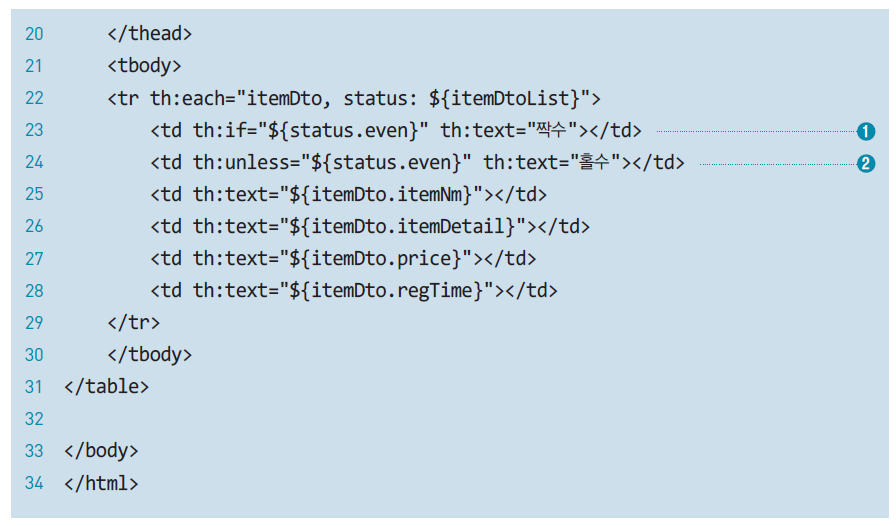 20 </thead>
21 <tbody>
22 <tr th:each="itemDto, status: ${itemDtoList}">
23 <td th:if="${status.even}" th:text="짝수"></td> ❶
24 <td th:unless="${status.even}" th:text="홀수"></td> ❷
25 <td th:text="${itemDto.itemNm}"></td>
26 <td th:text="${itemDto.itemDetail}"></td>
27 <td th:text="${itemDto.price}"></td>
28 <td th:text="${itemDto.regTime}"></td>
29 </tr>
30 </tbody>
31 </table>
32
33 </body>
34 </html>